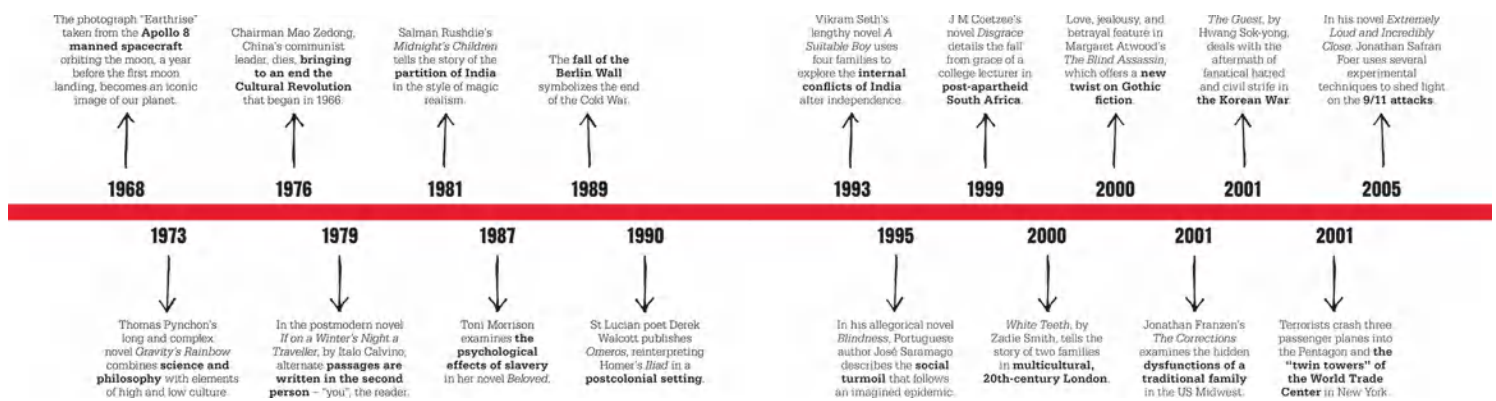 The photograph "Earthrise"
taken from the Apollo 8
manned spacecraft
orbiting the moon, a year
before the first moon
landing, becomes an iconic
image of our planet.
1968
Chairman Mao Zedong,
China's communist
leader, dies, bringing
to an end the
Cultural Revolution
that began in 1966.
1976
Salman Rushdie's
Midnight's Children
tells the story of the
partition of India
in the style of magic
realism.
1981
The fall of the
Berlin Wall
symbolizes the end
of the Cold War.
1989
Vikram Seth's
lengthy novel A
Suitable Boy uses
four families to
explore the internal
conflicts of India
after independence.
1993
J M Coetzee's
novel Disgrace
details the fall
from grace of a
college lecturer in
post-apartheid
South Africa.
1999
Love, jealousy, and
betrayal feature in
Margaret Atwood's
The Blind Assassin,
which offers a new
twist on Gothic
fiction.
2000
The Guest, by
Hwang Sok-yong,
deals with the
aftermath of
fanatical hatred
and civil strife in
the Korean War.
2001
In his novel Extremely
Loud and Incredibly
Close, Jonathan Safran
Foer uses several
experimental
techniques to shed light
on the 9/11 attacks.
2005
1973
Thomas Pynchon's
long and complex
novel Gravity's Rainbow
combines science and
philosophy with elements
of high and low culture.
1979
In the postmodern novel
If on a Winter's Night a
Traveller, by Italo Calvino,
alternate passages are
written in the second
person – "you", the reader.
1987
Toni Morrison
examines the
psychological
effects of slavery
in her novel Beloved.
1990
St Lucian poet Derek
Walcott publishes
Omeros, reinterpreting
Homer's Iliad in a
postcolonial setting.
1995
In his allegorical novel
Blindness, Portuguese
author José Saramago
describes the social
turmoil that follows
an imagined epidemic.
2000
White Teeth, by
Zadie Smith, tells the
story of two families
in multicultural,
20th-century London.
2001
Jonathan Franzen's
The Corrections
examines the hidden
dysfunctions of a
traditional family
in the US Midwest.
2001
Terrorists crash three
passenger planes into
the Pentagon and the
"twin towers" of
the World Trade
Center in New York.